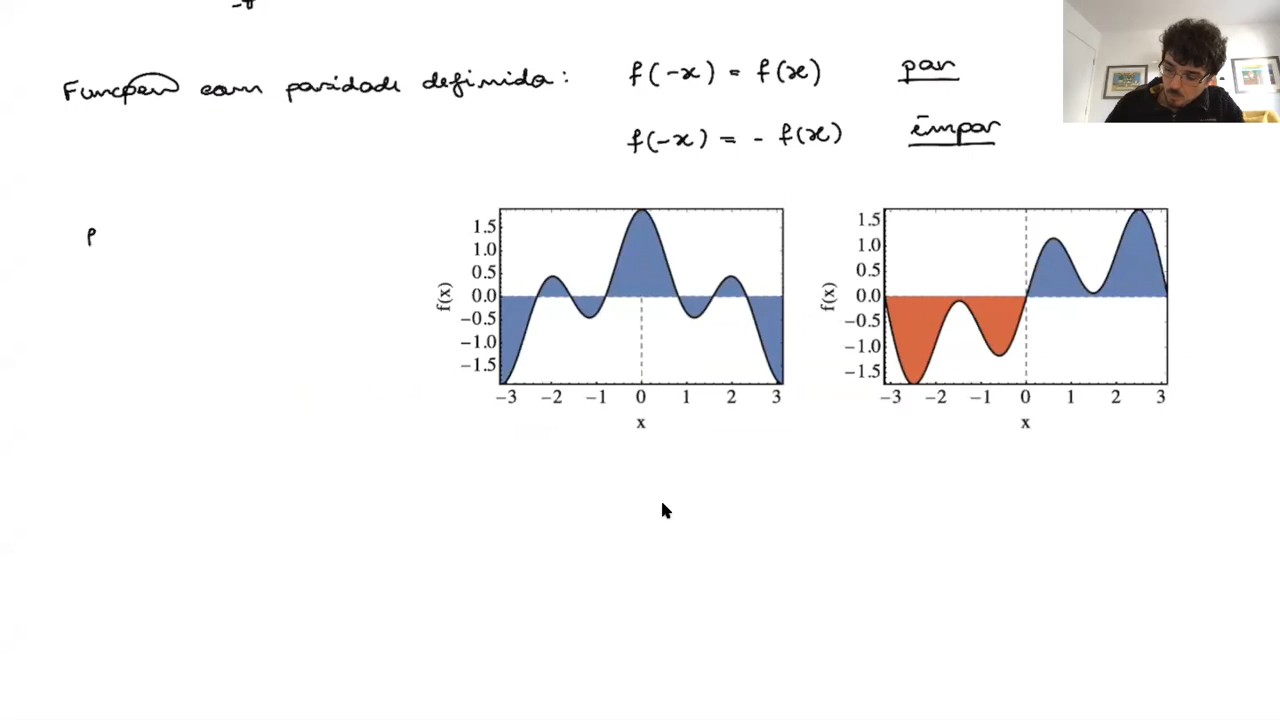 -π
Funções com paridade definida: f(-x) = f(x) par
f(-x) = - f(x) ímpar
p
1.5
1.0
0.5
0.0
−0.5
−1.0
−1.5
f(x)
−3 −2 −1 0 1 2 3
x
1.5
1.0
0.5
0.0
−0.5
−1.0
−1.5
f(x)
−3 −2 −1 0 1 2 3
x